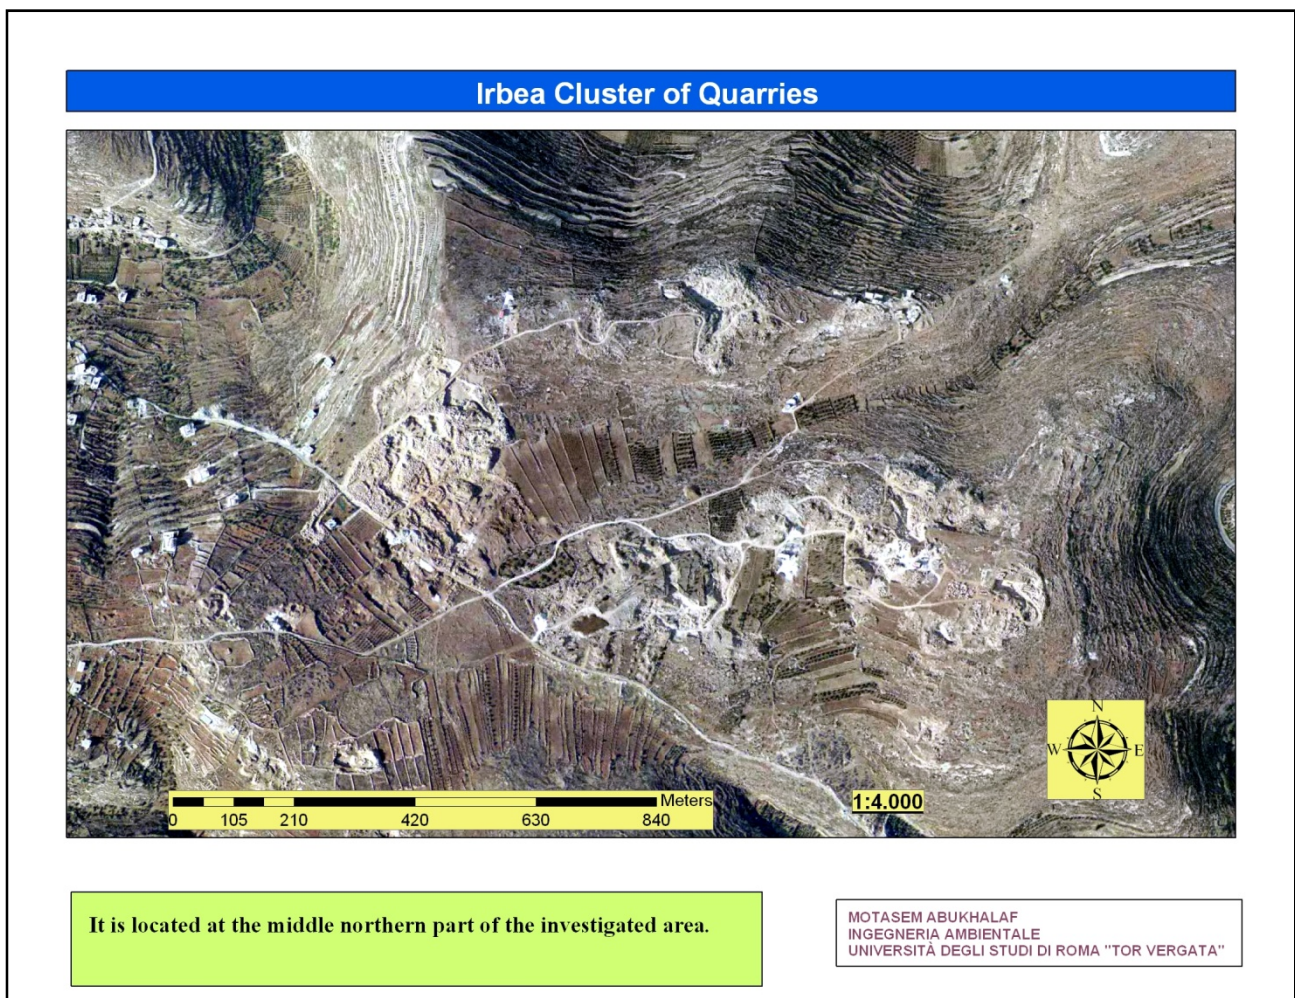 Irbea Cluster of Quarries
N
W E
S
Meters
0 105 210 420 630 840
1:4.000
It is located at the middle northern part of the investigated area.
MOTASEM ABUKHALAF
INGEGNERIA AMBIENTALE
UNIVERSITÀ DEGLI STUDI DI ROMA "TOR VERGATA"